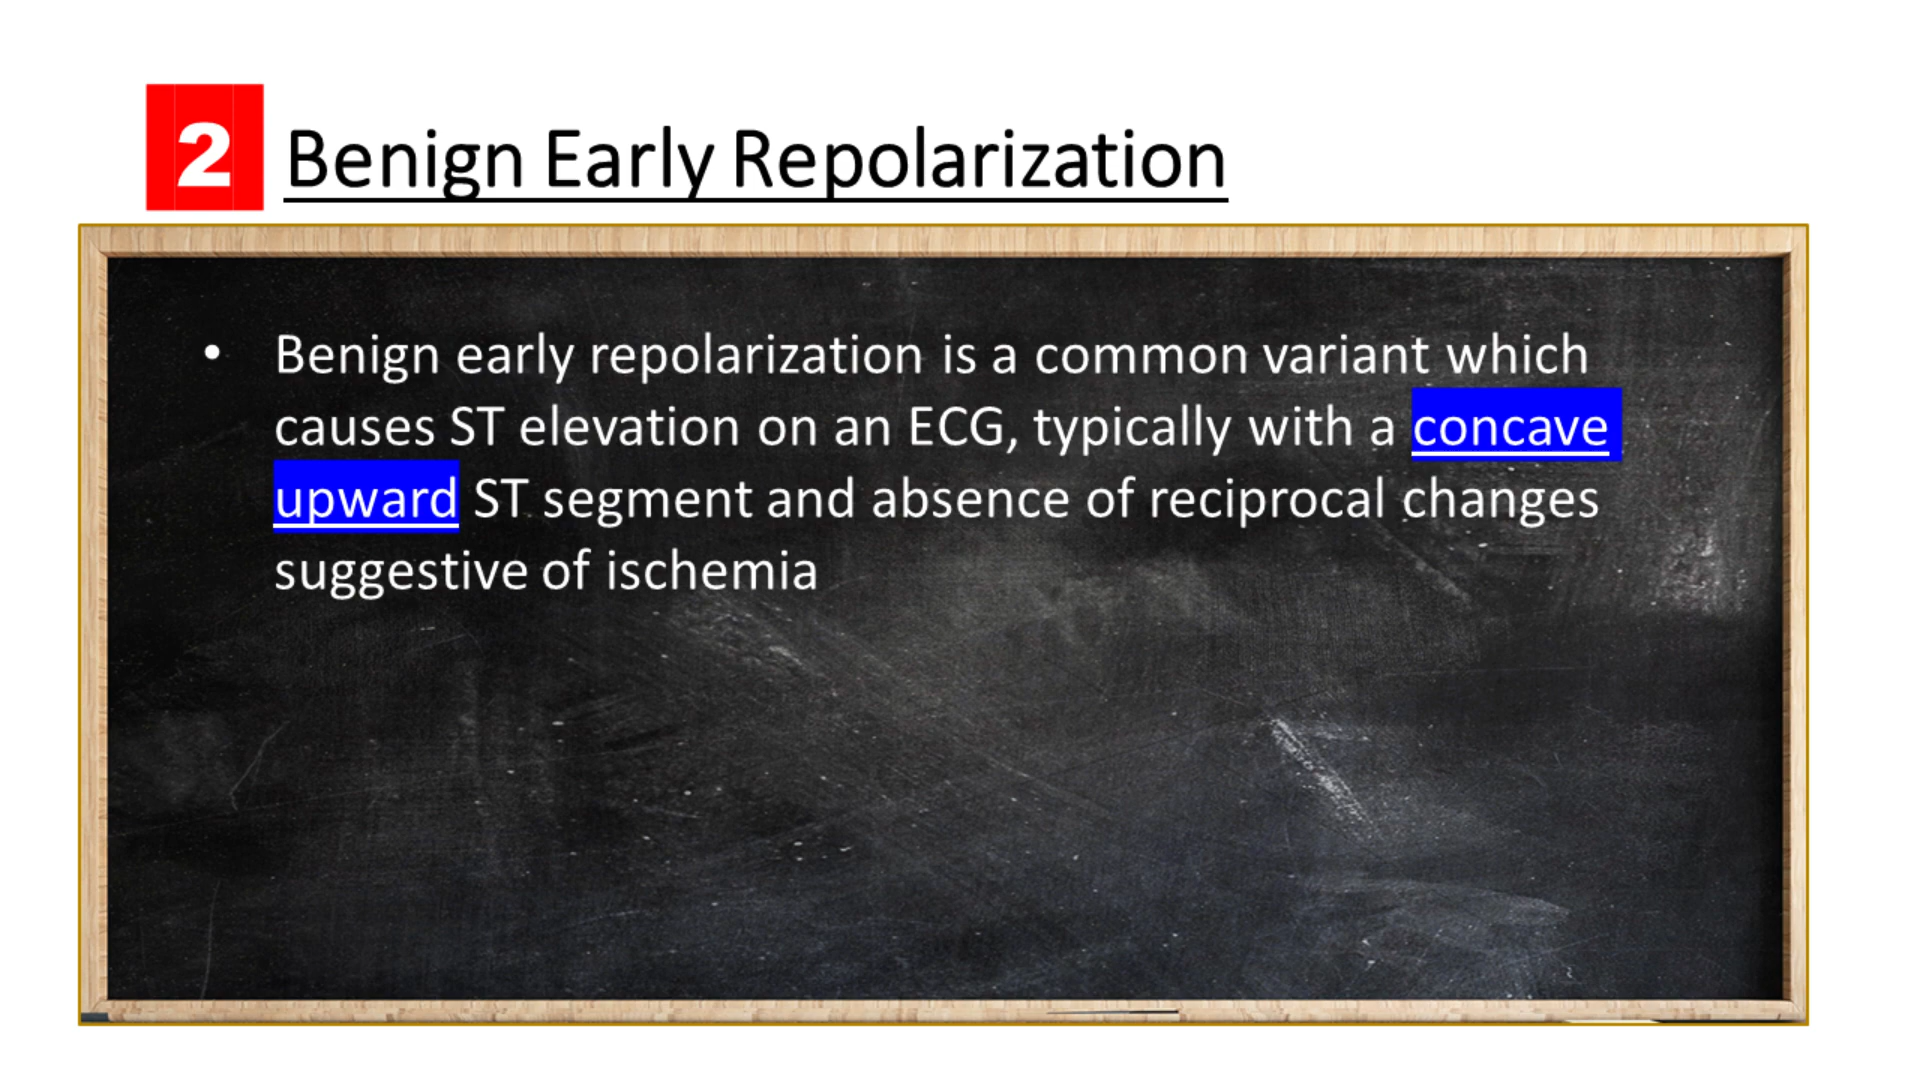 2 Benign Early Repolarization
• Benign early repolarization is a common variant which
causes ST elevation on an ECG, typically with a concave
upward ST segment and absence of reciprocal changes
suggestive of ischemia